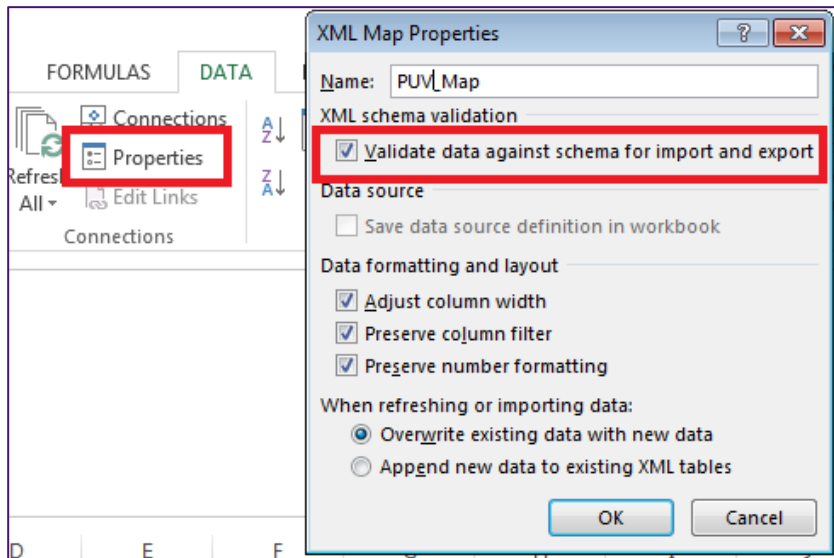 FORMULAS DATA
Connections
Properties
Refresh
All
Edit Links
Connections
A
Z
Z
A
D E F
XML Map Properties
?
Name: PUV_Map
XML schema validation
Validate data against schema for import and export
Data source
Save data source definition in workbook
Data formatting and layout
Adjust column width
Preserve column filter
Preserve number formatting
When refreshing or importing data:
Overwrite existing data with new data
Append new data to existing XML tables
OK Cancel